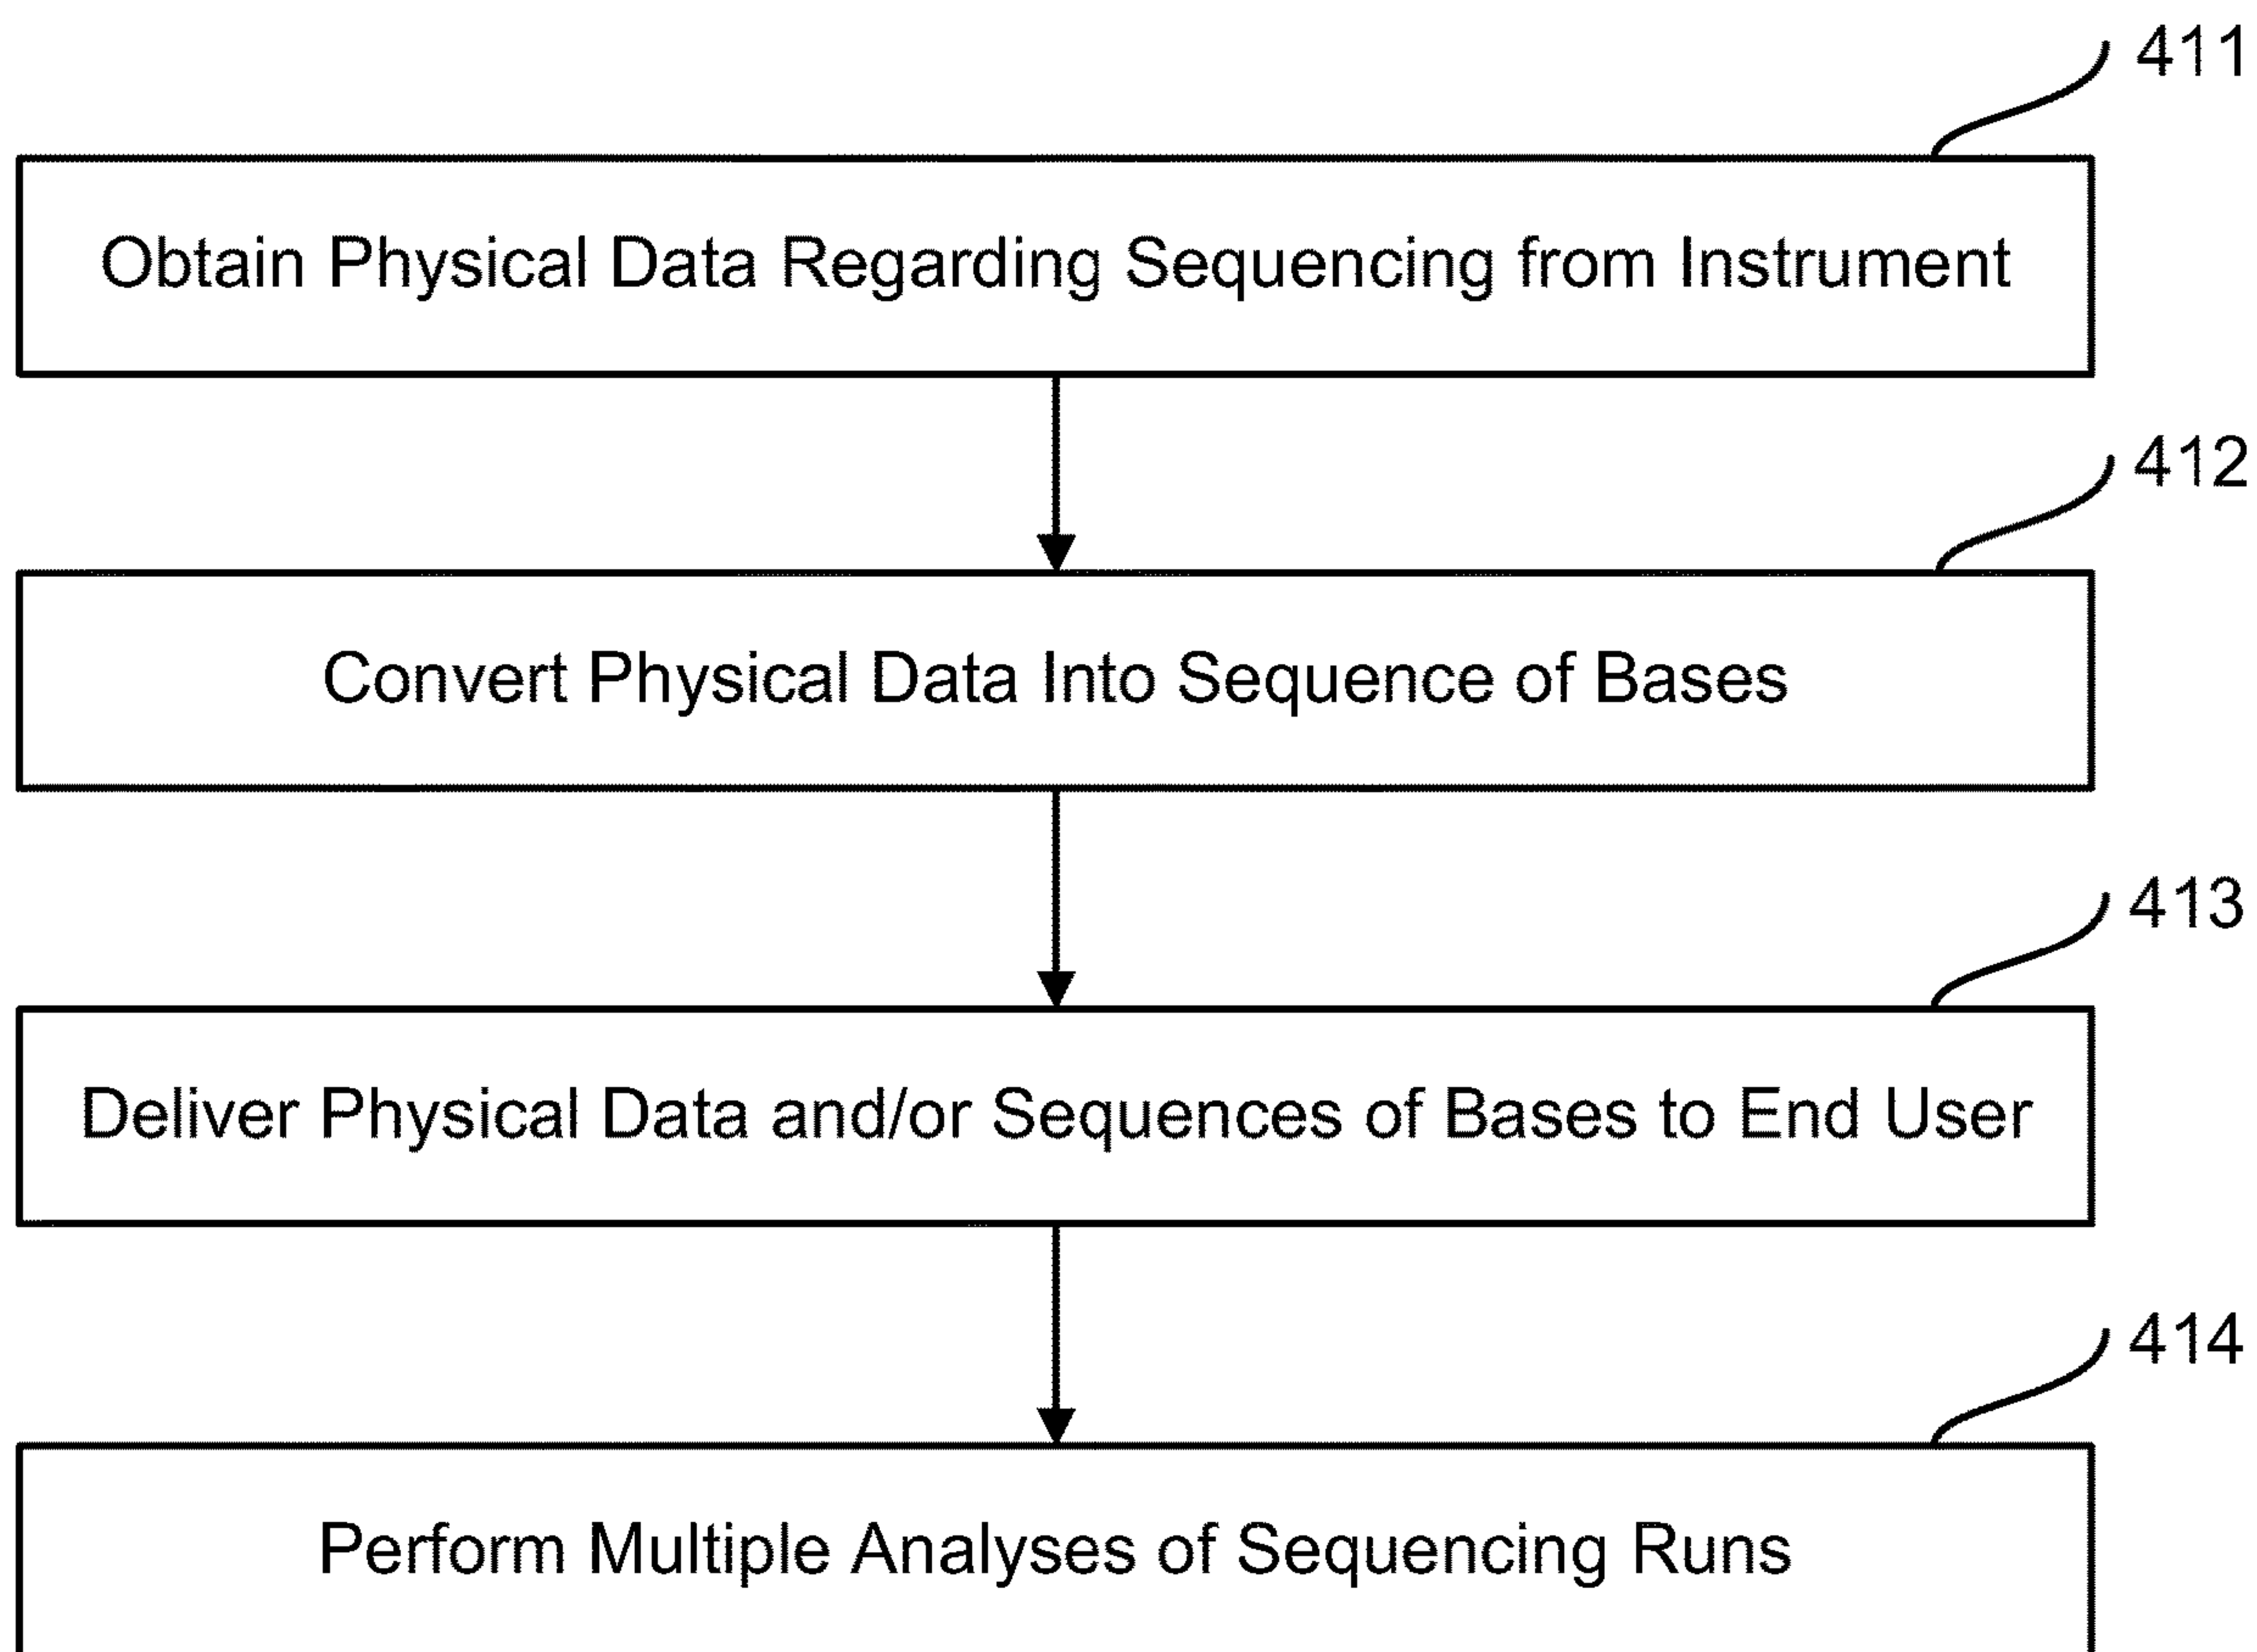 411
Obtain Physical Data Regarding Sequencing from Instrument
412
Convert Physical Data Into Sequence of Bases
413
Deliver Physical Data and/or Sequences of Bases to End User
414
Perform Multiple Analyses of Sequencing Runs